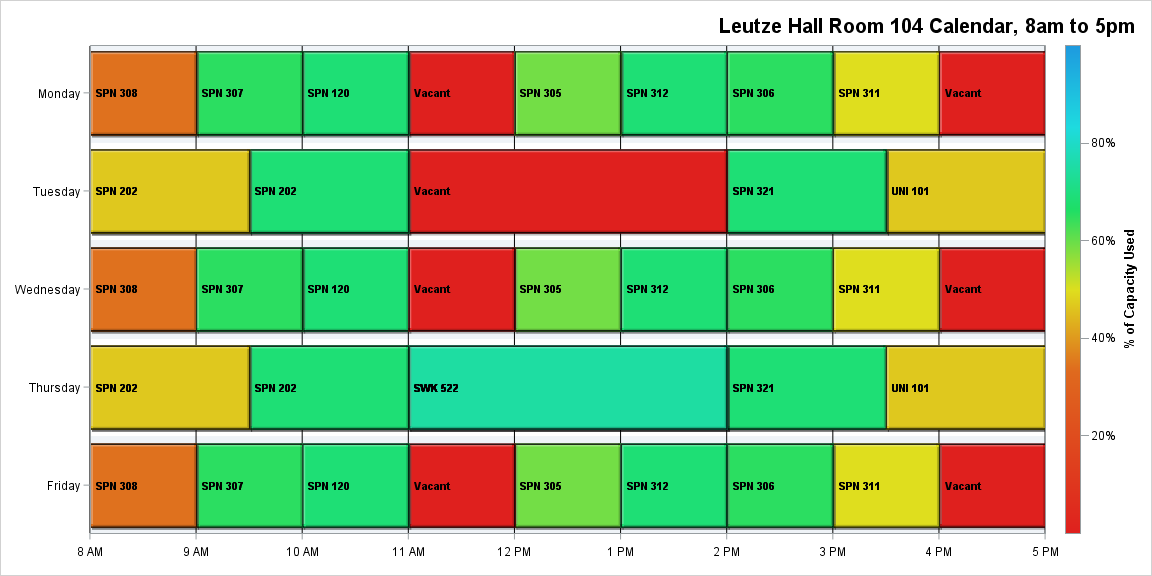 Leutze Hall Room 104 Calendar, 8am to 5pm
Monday
SPN 308
SPN 307
SPN 120
Vacant
SPN 305
SPN 312
SPN 306
SPN 311
Vacant
Tuesday
SPN 202
SPN 202
Vacant
SPN 321
UNI 101
Wednesday
SPN 308
SPN 307
SPN 120
Vacant
SPN 305
SPN 312
SPN 306
SPN 311
Vacant
Thursday
SPN 202
SPN 202
SWK 522
SPN 321
UNI 101
Friday
SPN 308
SPN 307
SPN 120
Vacant
SPN 305
SPN 312
SPN 306
SPN 311
Vacant
8 AM
9 AM
10 AM
11 AM
12 PM
1 PM
2 PM
3 PM
4 PM
5 PM
80%
60%
40%
20%
% of Capacity Used